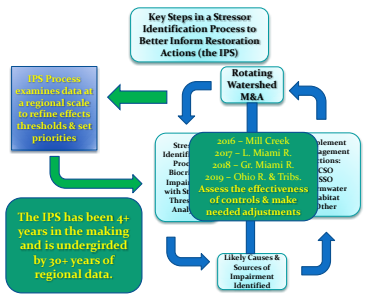 Key Steps in a Stressor
Identification Process to
Better Inform Restoration
Actions (the IPS)
IPS Process
examines data at
a regional scale
to refine effects
thresholds & set
priorities
Rotating
Watershed
M&A
2016 – Mill Creek
2017 – L. Miami R.
2018 – Gr. Miami R.
2019 – Ohio R. & Tribs.
Assess the effectiveness
of controls & make
needed adjustments
The IPS has been 4+
years in the making
and is undergirded
by 30+ years of
regional data.
Likely Causes &
Sources of
Impairment
Identified